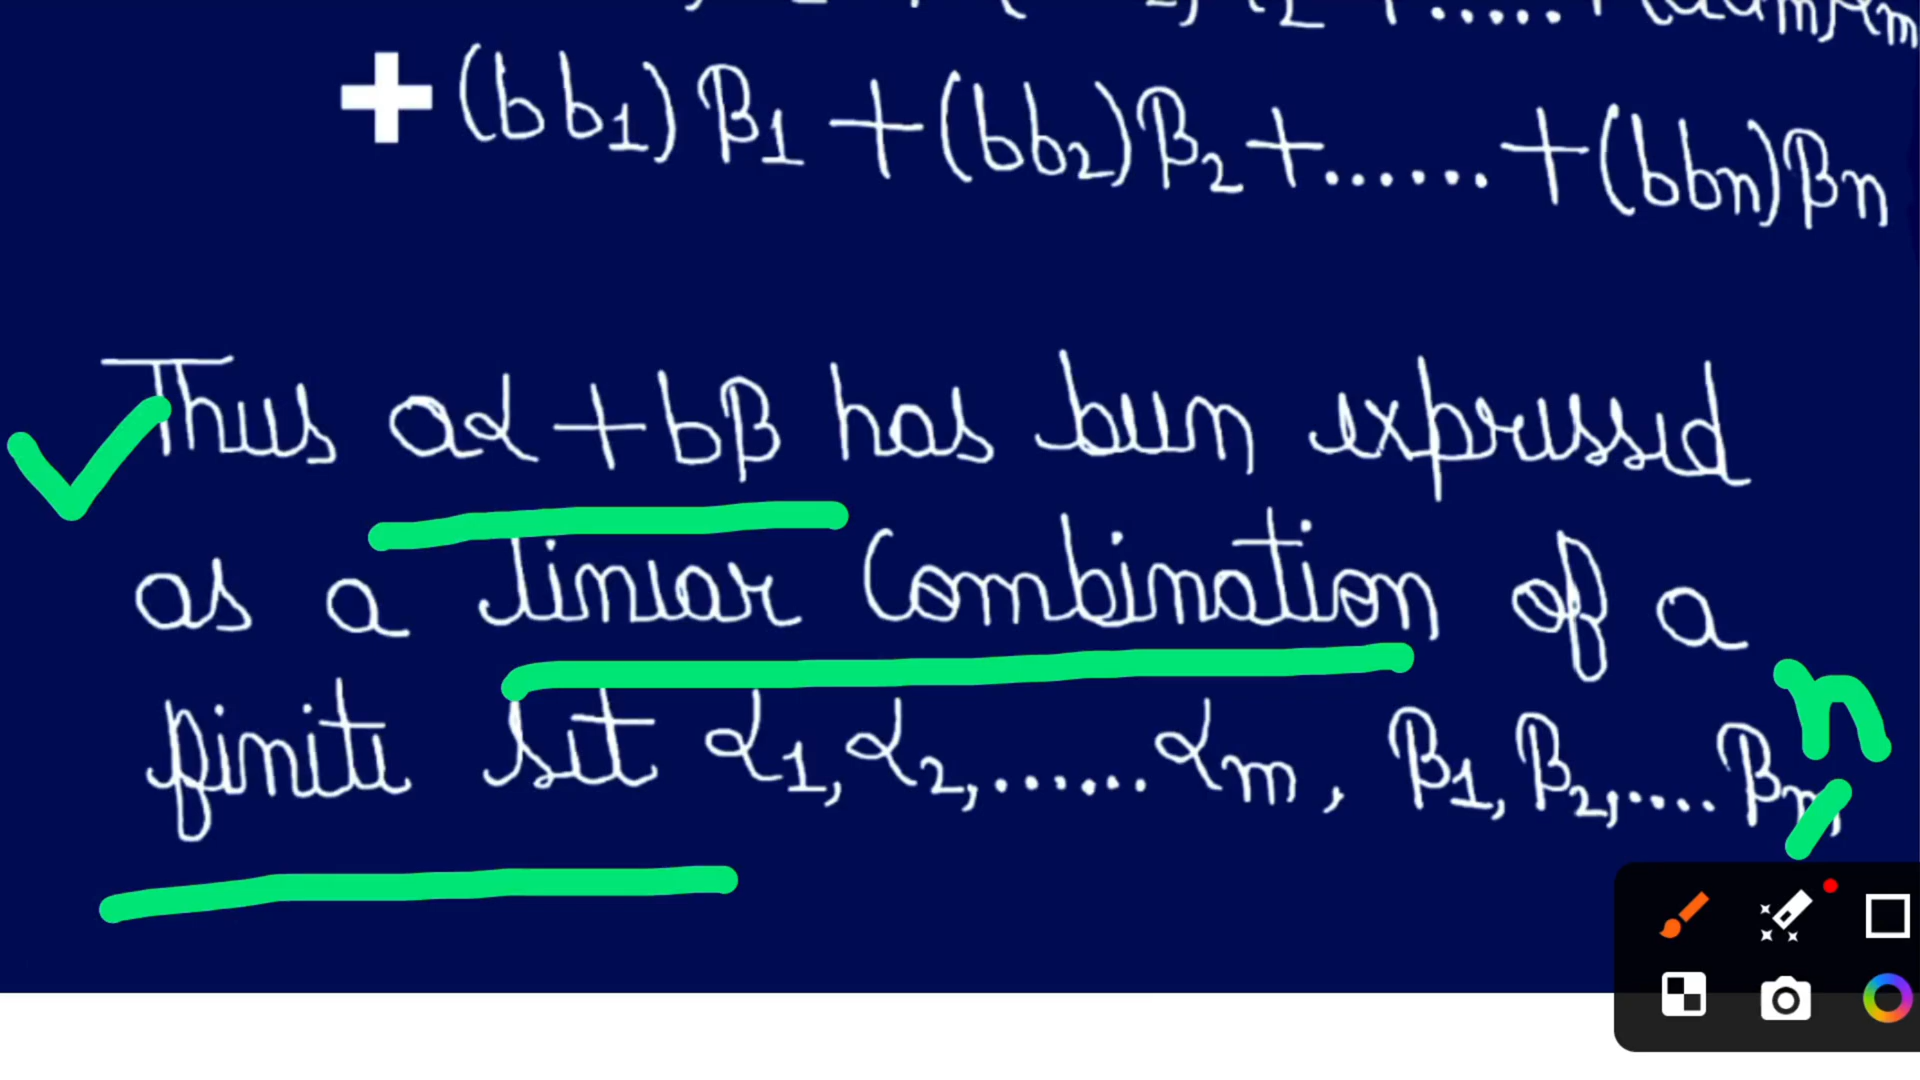 + (bb₁)β₁ + (bb₂)β₂ + ...... + (bbn)βn
Thus aα + bβ has been expressed
as a linear Combination of a
n
finite set α₁, α₂, ...... αm, β₁, β₂, .... βn,